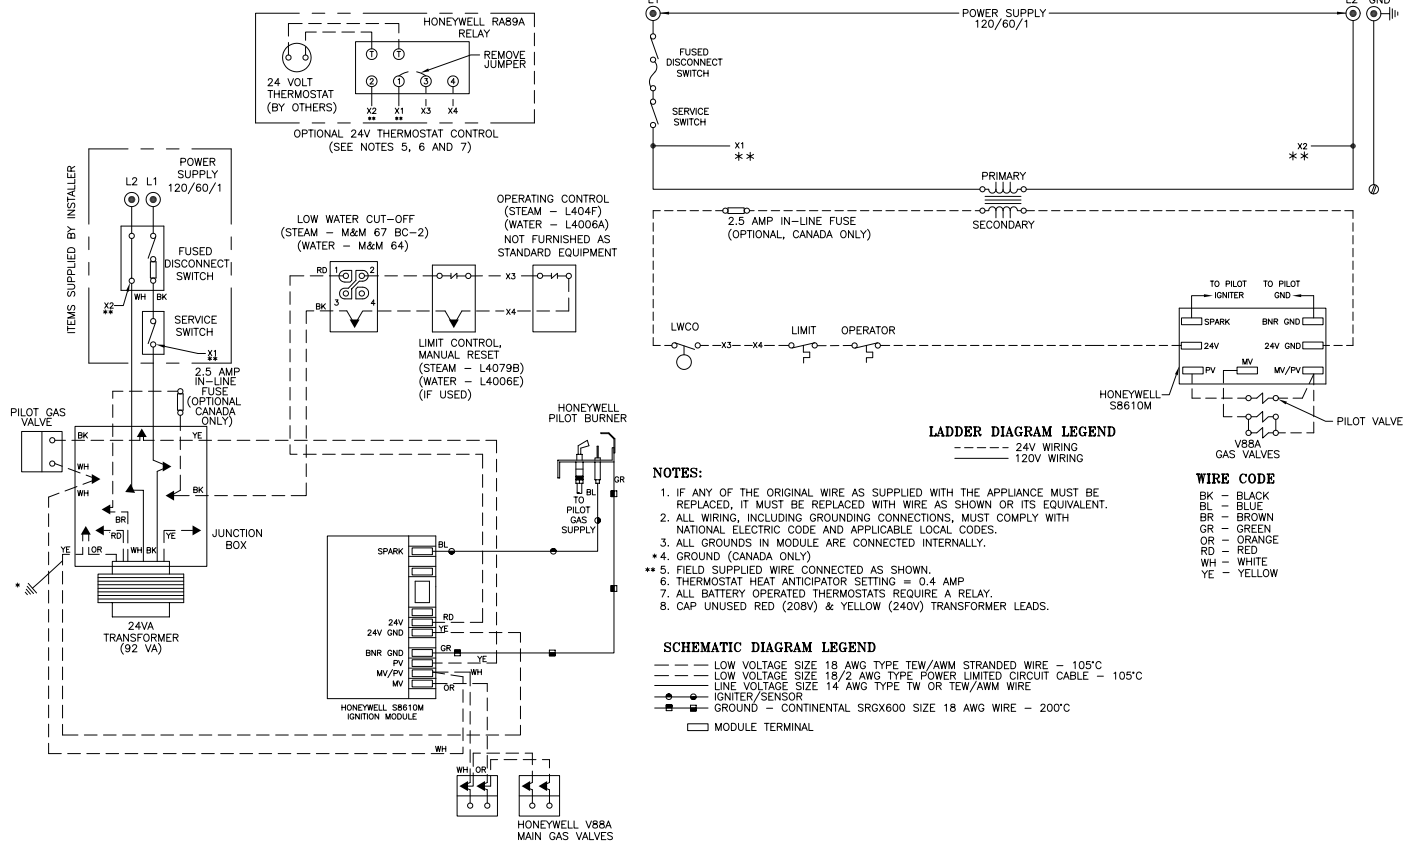 HONEYWELL RA89A
RELAY
T
T
REMOVE
JUMPER
2
1
3
4
24 VOLT
THERMOSTAT
(BY OTHERS)
X2
X1
X3
X4
**
**
OPTIONAL 24V THERMOSTAT CONTROL
(SEE NOTES 5, 6 AND 7)
ITEMS SUPPLIED BY INSTALLER
POWER
SUPPLY
120/60/1
L2
L1
FUSED
DISCONNECT
SWITCH
WH
BK
X2
**
SERVICE
SWITCH
X1
**
2.5 AMP
IN-LINE
FUSE
(OPTIONAL
CANADA
ONLY)
LOW WATER CUT-OFF
(STEAM - M&M 67 BC-2)
(WATER - M&M 64)
RD
1
2
BK
3
4
OPERATING CONTROL
(STEAM - L404F)
(WATER - L4006A)
NOT FURNISHED AS
STANDARD EQUIPMENT
X3
X4
LIMIT CONTROL,
MANUAL RESET
(STEAM - L4079B)
(WATER - L4006E)
(IF USED)
PILOT GAS
VALVE
BK
YE
WH
WH
BK
BR
RD
YE
YE
OR
WH
BK
*
JUNCTION
BOX
24VA
TRANSFORMER
(92 VA)
HONEYWELL
PILOT BURNER
GR
BL
TO
PILOT
GAS
SUPPLY
SPARK
BL
24V
RD
24V GND
YE
BNR GND
GR
PV
YE
MV/PV
WH
MV
OR
HONEYWELL S8610M
IGNITION MODULE
WH
WH
OR
HONEYWELL V88A
MAIN GAS VALVES
L1
L2
GND
POWER SUPPLY
120/60/1
FUSED
DISCONNECT
SWITCH
SERVICE
SWITCH
X1
**
X2
**
PRIMARY
SECONDARY
2.5 AMP IN-LINE FUSE
(OPTIONAL, CANADA ONLY)
LWCO
X3
X4
LIMIT
OPERATOR
TO PILOT
IGNITER
TO PILOT
GND
SPARK
BNR GND
24V
24V GND
MV
PV
MV/PV
HONEYWELL
S8610M
PILOT VALVE
V88A
GAS VALVES
LADDER DIAGRAM LEGEND
24V WIRING
120V WIRING
NOTES:
1. IF ANY OF THE ORIGINAL WIRE AS SUPPLIED WITH THE APPLIANCE MUST BE
REPLACED, IT MUST BE REPLACED WITH WIRE AS SHOWN OR ITS EQUIVALENT.
2. ALL WIRING, INCLUDING GROUNDING CONNECTIONS, MUST COMPLY WITH
NATIONAL ELECTRIC CODE AND APPLICABLE LOCAL CODES.
3. ALL GROUNDS IN MODULE ARE CONNECTED INTERNALLY.
* 4. GROUND (CANADA ONLY)
** 5. FIELD SUPPLIED WIRE CONNECTED AS SHOWN.
6. THERMOSTAT HEAT ANTICIPATOR SETTING = 0.4 AMP
7. ALL BATTERY OPERATED THERMOSTATS REQUIRE A RELAY.
8. CAP UNUSED RED (208V) & YELLOW (240V) TRANSFORMER LEADS.
WIRE CODE
BK - BLACK
BL - BLUE
BR - BROWN
GR - GREEN
OR - ORANGE
RD - RED
WH - WHITE
YE - YELLOW
SCHEMATIC DIAGRAM LEGEND
LOW VOLTAGE SIZE 18 AWG TYPE TEW/AWM STRANDED WIRE - 105°C
LOW VOLTAGE SIZE 18/2 AWG TYPE POWER LIMITED CIRCUIT CABLE - 105°C
LINE VOLTAGE SIZE 14 AWG TYPE TW OR TEW/AWM WIRE
IGNITER/SENSOR
GROUND - CONTINENTAL SRGX600 SIZE 18 AWG WIRE - 200°C
MODULE TERMINAL